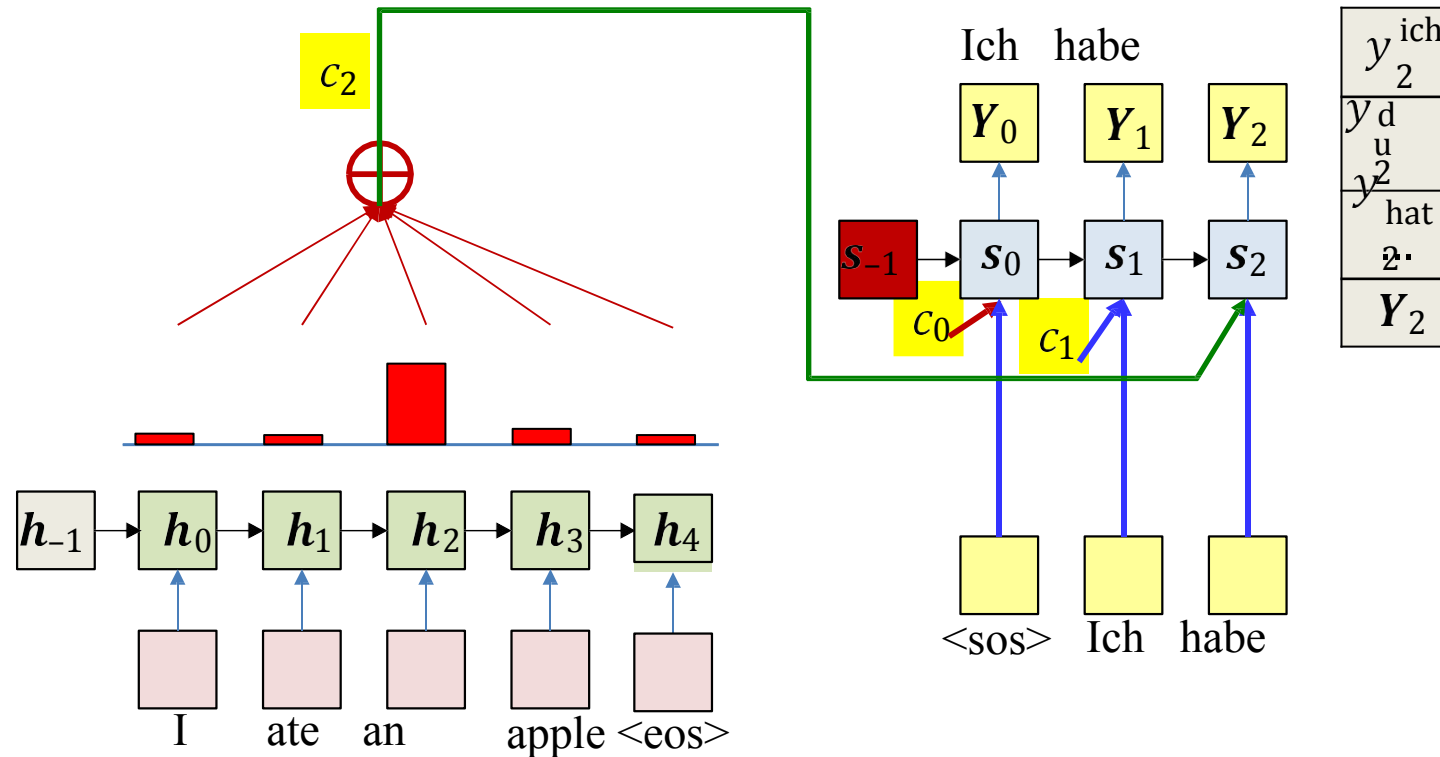 c₂
Ich habe
Y₀ Y₁ Y₂
s₋₁ s₀ s₁ s₂
c₀ c₁
h₋₁ h₀ h₁ h₂ h₃ h₄
<sos> Ich habe
I ate an apple <eos>
y₂^ich
y₂^du
y₂^hat
...
Y₂